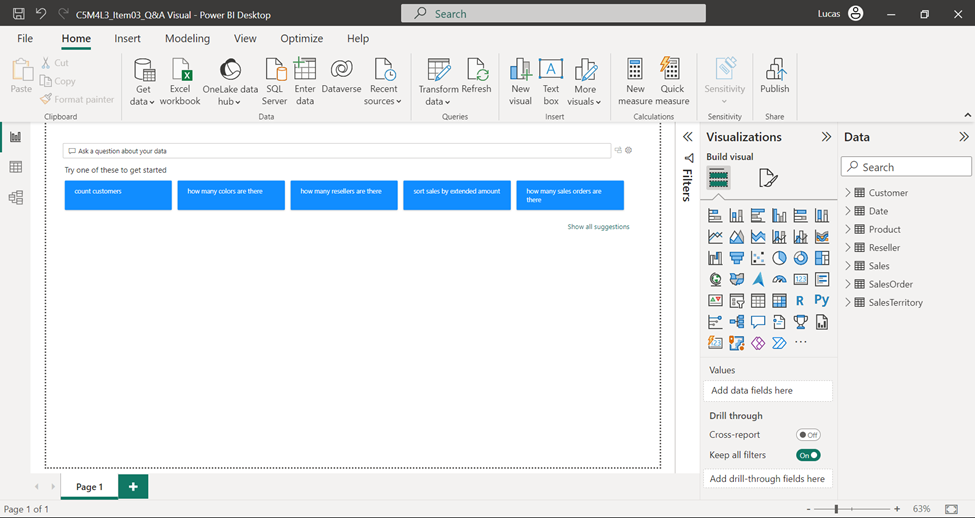 C5M4L3_Item03_Q&A Visual - Power BI Desktop
Search
Lucas
File Home Insert Modeling View Optimize Help
Paste
Cut
Copy
Format painter
Clipboard
Get data
Excel workbook
OneLake data hub
SQL Server
Enter data
Dataverse
Recent sources
Data
Transform data
Refresh
Queries
New visual
Text box
More visuals
Insert
New measure
Quick measure
Calculations
Sensitivity
Sensitivity
Publish
Share
Ask a question about your data
Try one of these to get started
count customers
how many colors are there
how many resellers are there
sort sales by extended amount
how many sales orders are
there
Show all suggestions
Filters
Visualizations
Build visual
123
R
Py
123
...
Values
Add data fields here
Drill through
Cross-report
Off
Keep all filters
On
Add drill-through fields here
Data
Search
Customer
Date
Product
Reseller
Sales
SalesOrder
SalesTerritory
Page 1
+
Page 1 of 1
- + 63%